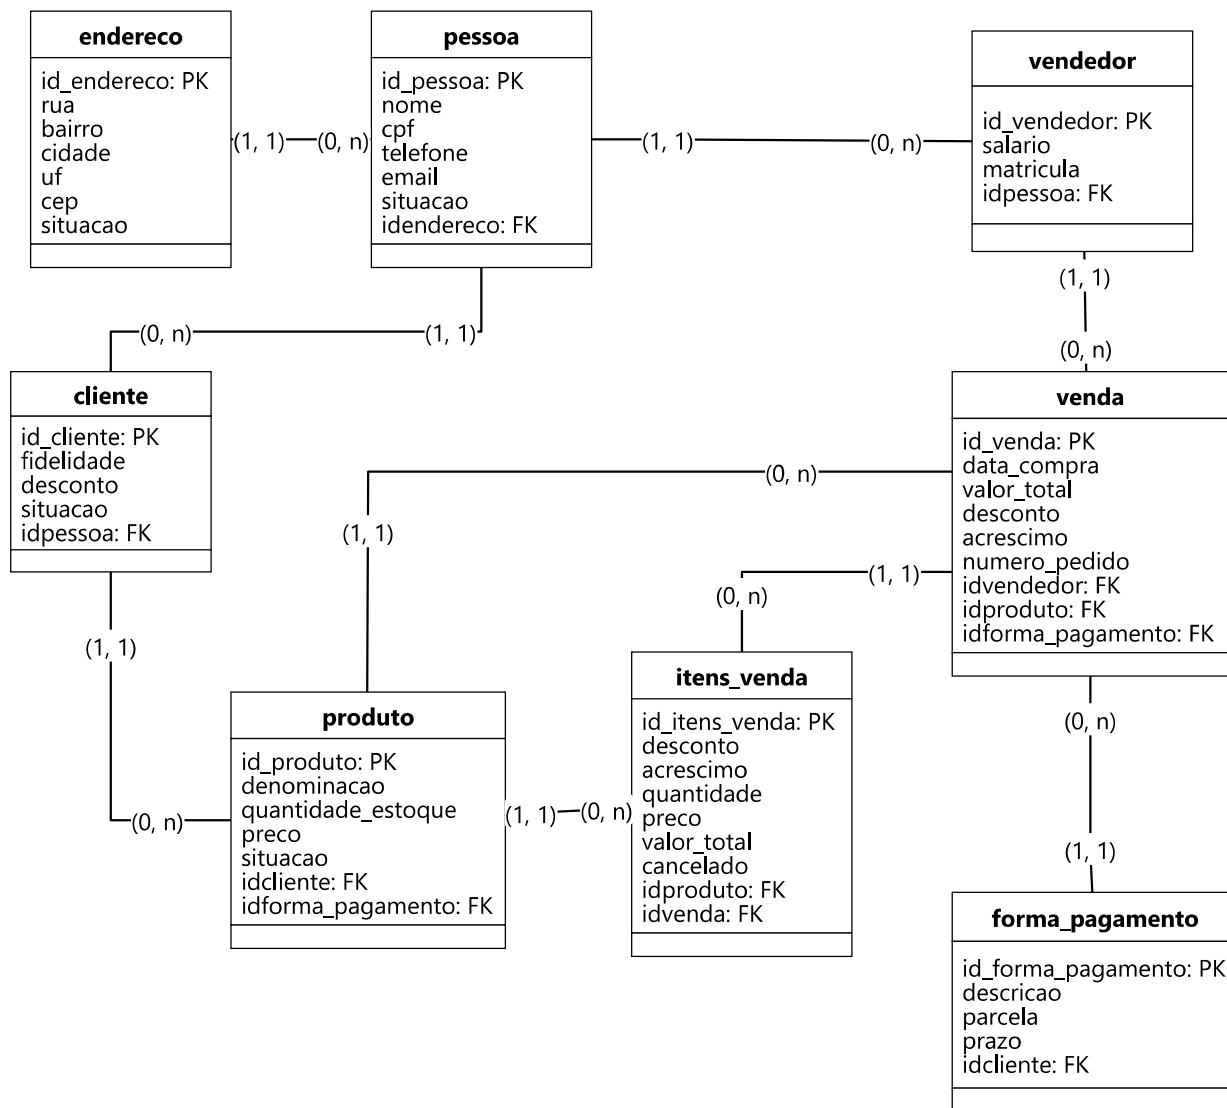 endereco
id_endereco: PK
rua
bairro
cidade
uf
cep
situacao
(1, 1)
(0, n)
pessoa
id_pessoa: PK
nome
cpf
telefone
email
situacao
idendereco: FK
(1, 1)
(0, n)
vendedor
id_vendedor: PK
salario
matricula
idpessoa: FK
(1, 1)
(0, n)
(0, n)
(1, 1)
cliente
id_cliente: PK
fidelidade
desconto
situacao
idpessoa: FK
venda
id_venda: PK
data_compra
valor_total
desconto
acrescimo
numero_pedido
idvendedor: FK
idproduto: FK
idforma_pagamento: FK
(0, n)
(1, 1)
(1, 1)
(0, n)
(1, 1)
(0, n)
produto
id_produto: PK
denominacao
quantidade_estoque
preco
situacao
idcliente: FK
idforma_pagamento: FK
(1, 1)
(0, n)
itens_venda
id_itens_venda: PK
desconto
acrescimo
quantidade
preco
valor_total
cancelado
idproduto: FK
idvenda: FK
(0, n)
(1, 1)
forma_pagamento
id_forma_pagamento: PK
descricao
parcela
prazo
idcliente: FK